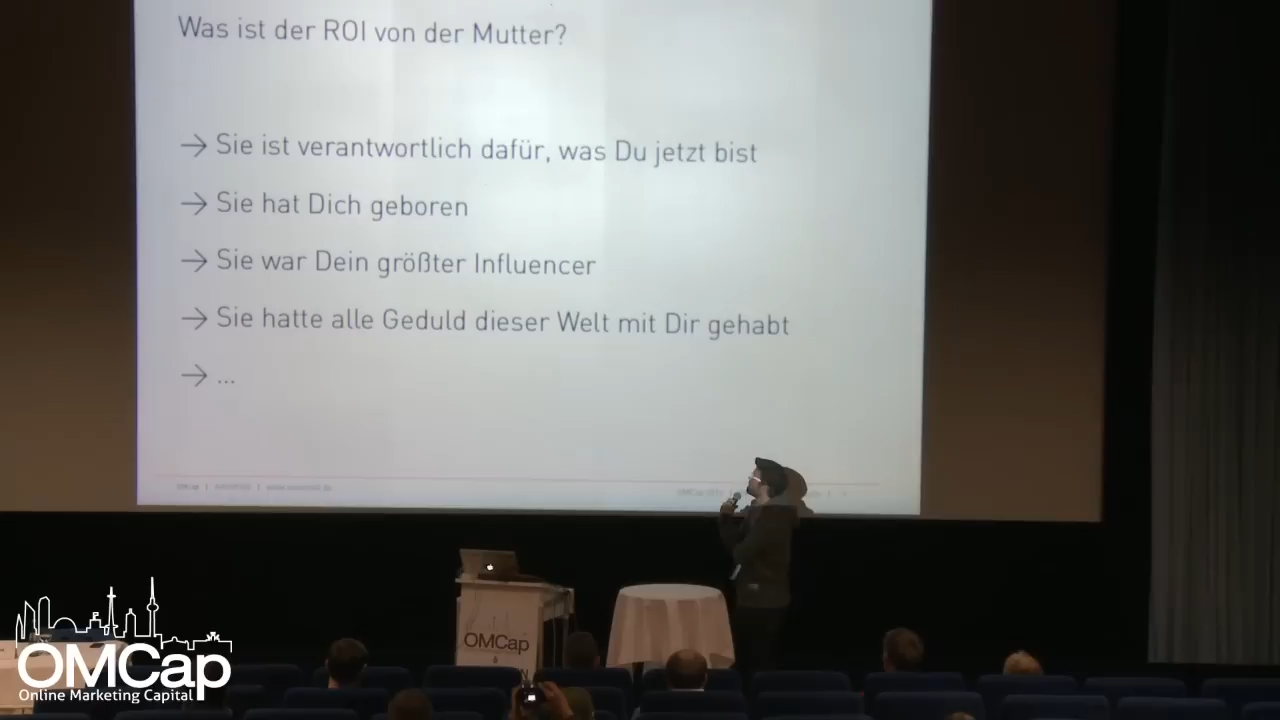 Was ist der ROI von der Mutter?
→ Sie ist verantwortlich dafür, was Du jetzt bist
→ Sie hat Dich geboren
→ Sie war Dein größter Influencer
→ Sie hatte alle Geduld dieser Welt mit Dir gehabt
→ ...
OMCap
OMCap
Online Marketing Capital